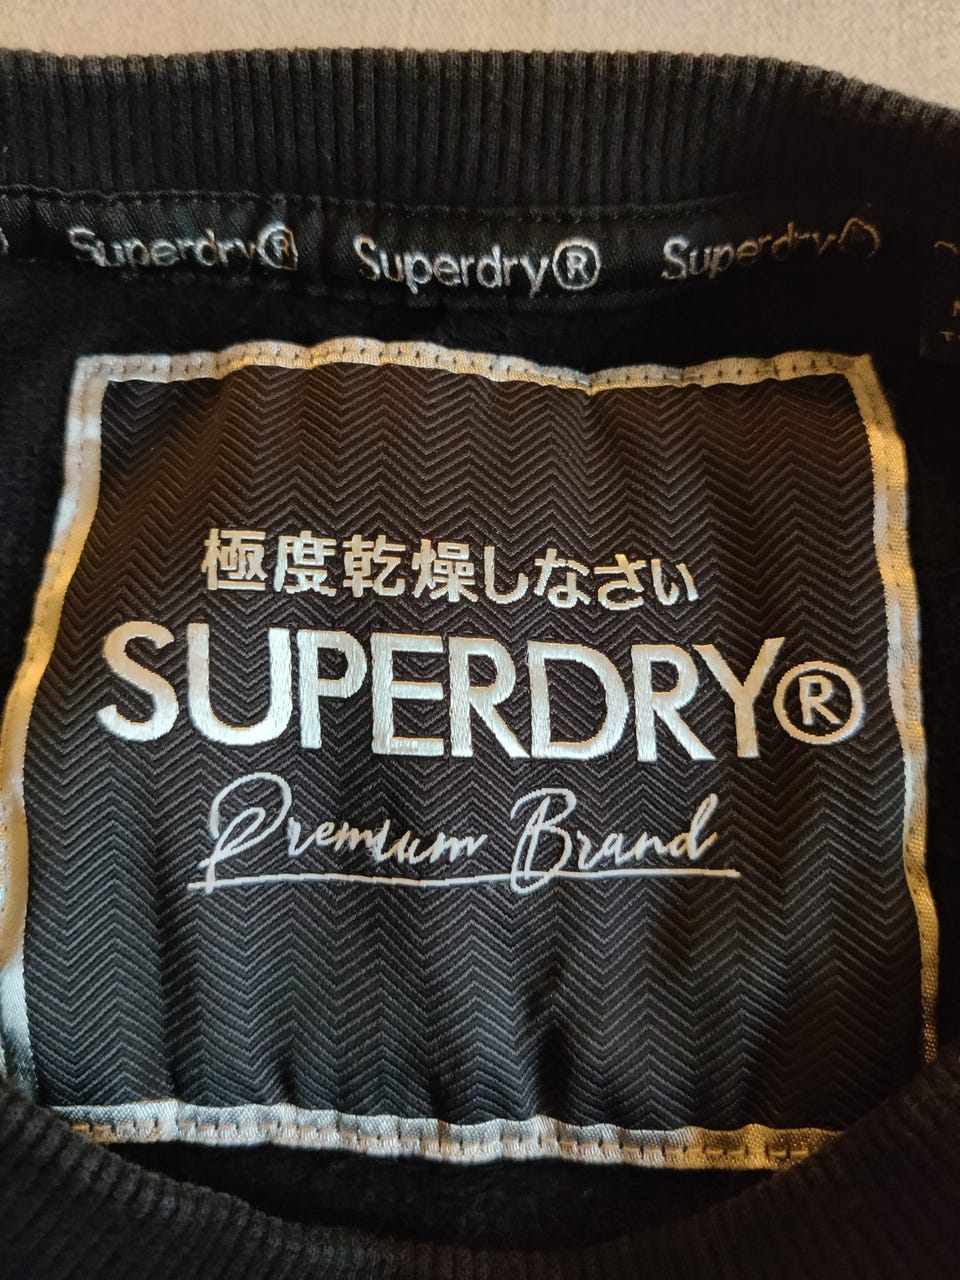 Superdry® Superdry® Superdry®
極度乾燥しなさい
SUPERDRY®
Premium Brand